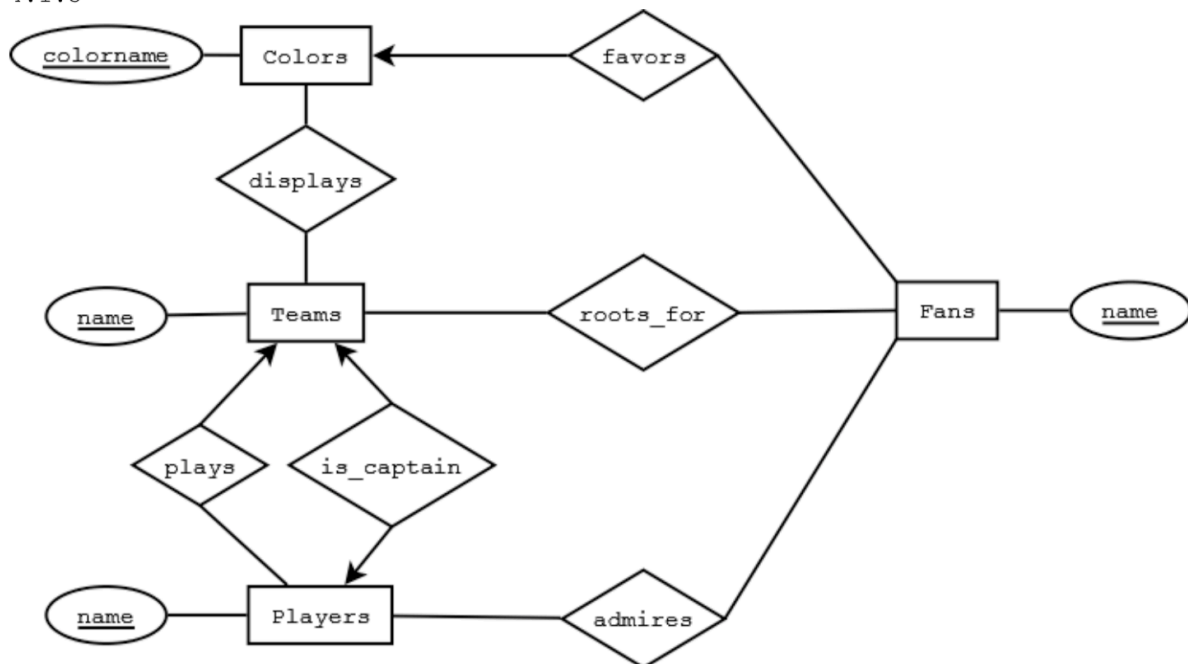 colorname
Colors
favors
displays
name
Teams
roots_for
Fans
name
plays
is_captain
name
Players
admires